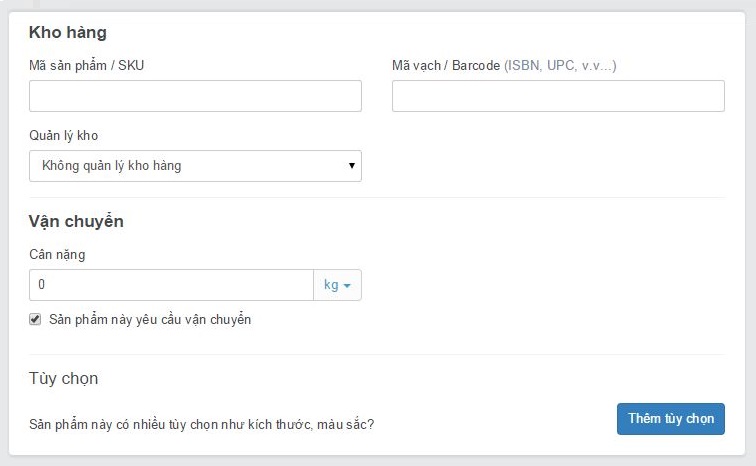 Kho hàng
Mã sản phẩm / SKU
Mã vạch / Barcode (ISBN, UPC, v.v...)
Quản lý kho
Không quản lý kho hàng
Vận chuyển
Cân nặng
0 kg
Sản phẩm này yêu cầu vận chuyển
Tùy chọn
Sản phẩm này có nhiều tùy chọn như kích thước, màu sắc?
Thêm tùy chọn